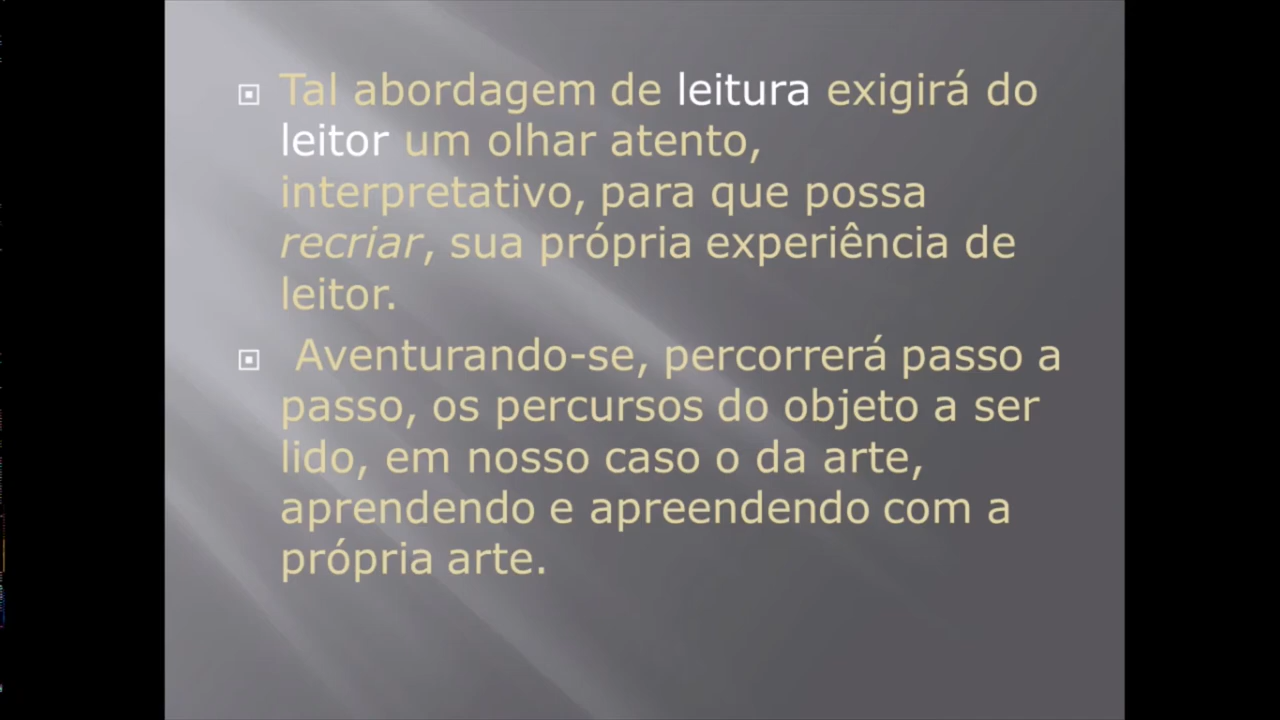 Tal abordagem de leitura exigirá do
leitor um olhar atento,
interpretativo, para que possa
recriar, sua própria experiência de
leitor.
Aventurando-se, percorrerá passo a
passo, os percursos do objeto a ser
lido, em nosso caso o da arte,
aprendendo e apreendendo com a
própria arte.